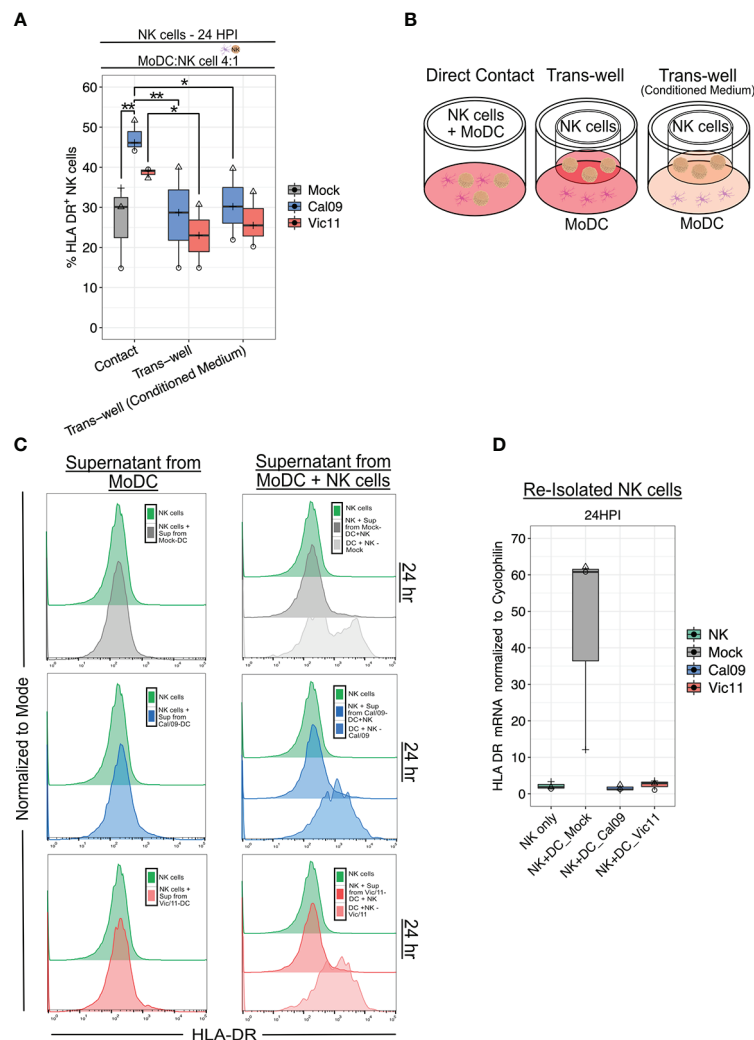 A
NK cells - 24 HPI
NK
MoDC:NK cell 4:1
% HLA DR+ NK cells
60
50
40
30
20
10
0
**
**
*
*
Mock
Cal09
Vic11
Contact
Trans-well
Trans-well (Conditioned Medium)
B
Direct Contact
Trans-well
Trans-well
(Conditioned Medium)
NK cells
+ MoDC
NK cells
NK cells
MoDC
MoDC
C
Supernatant from
MoDC
Supernatant from
MoDC + NK cells
Normalized to Mode
NK cells
NK cells +
Sup from
Mock-DC
NK cells
NK + Sup
from Mock-
DC+NK
DC + NK -
Mock
24 hr
NK cells
NK cells +
Sup from
Cal/09-DC
NK cells
NK + Sup
from Cal/09-
DC+NK
DC + NK -
Cal/09
24 hr
NK cells
NK cells +
Sup from
Vic/11-DC
NK cells
NK + Sup
from Vic/11-
DC + NK
DC +NK -
Vic/11
24 hr
HLA-DR
D
Re-Isolated NK cells
24HPI
HLA DR mRNA normalized to Cyclophilin
70
60
50
40
30
20
10
0
NK
Mock
Cal09
Vic11
NK only
NK+DC_Mock
NK+DC_Cal09
NK+DC_Vic11